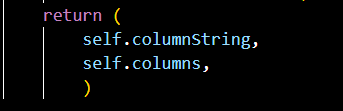 return (
self.columnString,
self.columns,
)